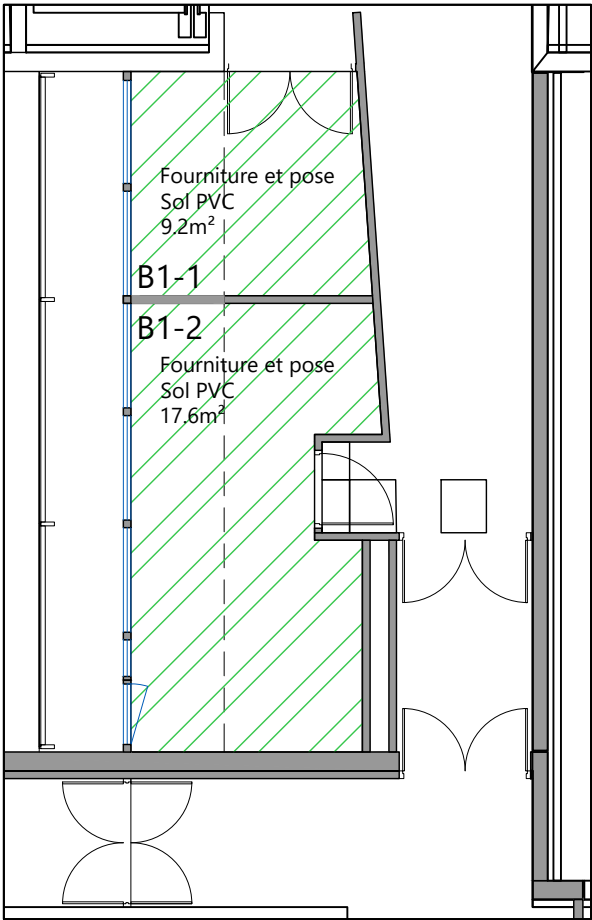 Fourniture et pose
Sol PVC
9.2m²
B1-1
B1-2
Fourniture et pose
Sol PVC
17.6m²